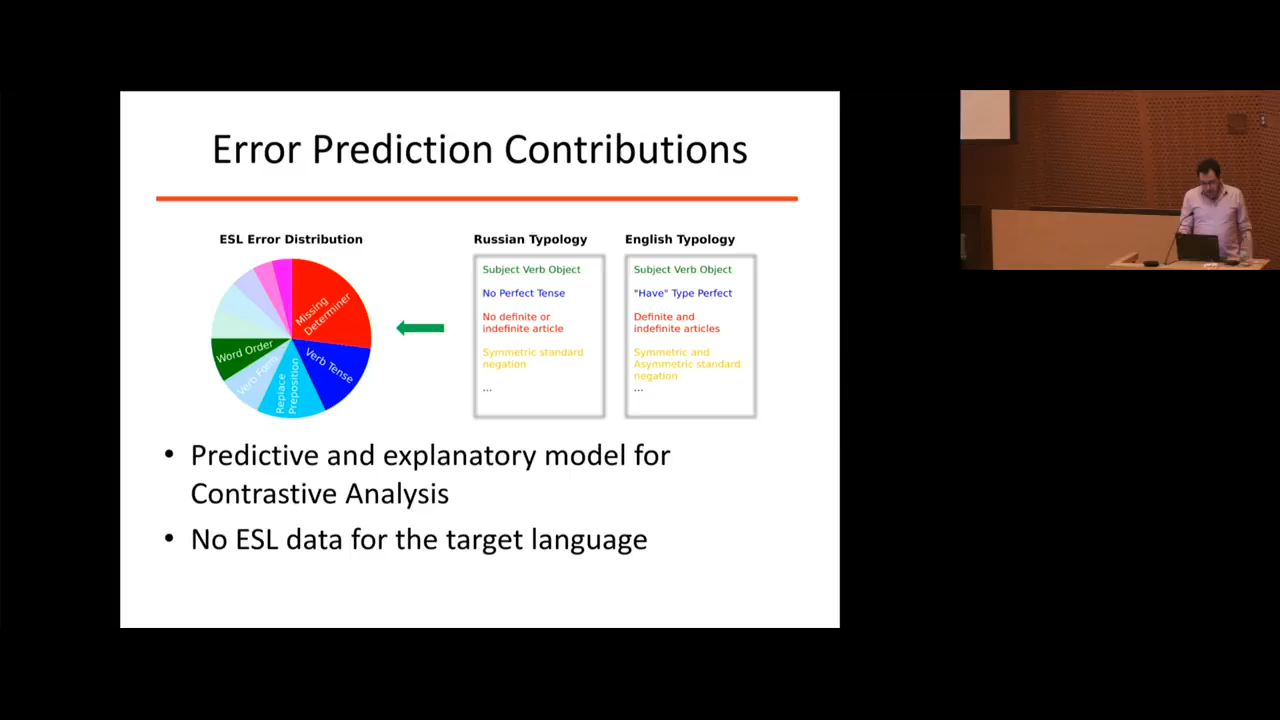 Error Prediction Contributions
ESL Error Distribution
Missing
Determiner
Verb Tense
Replace
Preposition
Verb Form
Word Order
Russian Typology
Subject Verb Object
No Perfect Tense
No definite or
indefinite article
Symmetric standard
negation
...
English Typology
Subject Verb Object
"Have" Type Perfect
Definite and
indefinite articles
Symmetric and
Asymmetric standard
negation
...
• Predictive and explanatory model for
Contrastive Analysis
• No ESL data for the target language